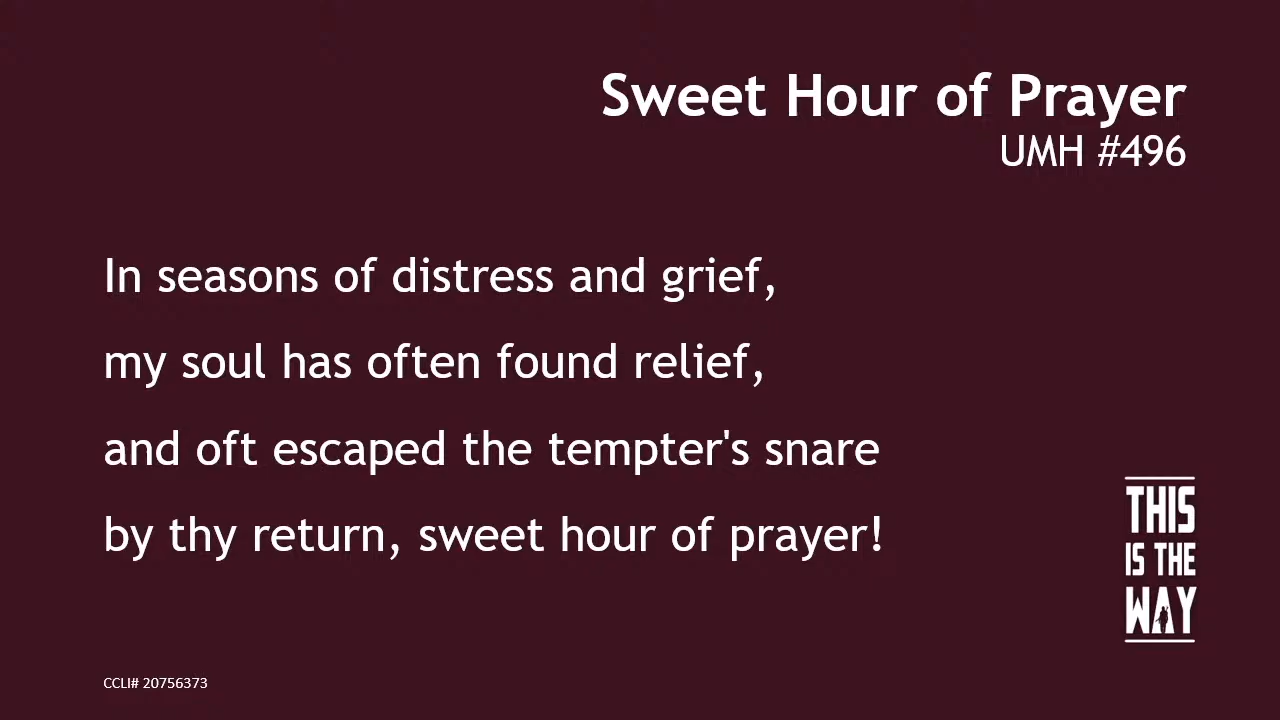 Sweet Hour of Prayer
UMH #496
In seasons of distress and grief,
my soul has often found relief,
and oft escaped the tempter's snare
by thy return, sweet hour of prayer!
THIS
IS THE
WAY
CCLI# 20756373